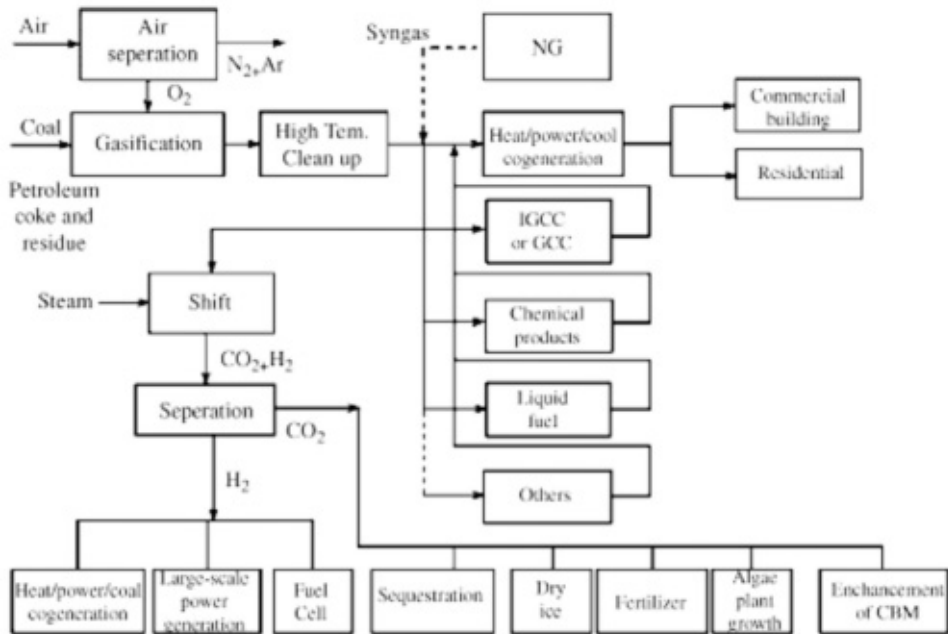 Air
Air
seperation
N2+Ar
O2
Syngas
NG
Coal
Gasification
High Tem.
Clean up
Heat/power/cool
cogeneration
Commercial
building
Residential
Petroleum
coke and
residue
IGCC
or GCC
Steam
Shift
Chemical
products
CO2+H2
Seperation
CO2
Liquid
fuel
H2
Others
Heat/power/coal
cogeneration
Large-scale
power
generation
Fuel
Cell
Sequestration
Dry
ice
Fertilizer
Algae
plant
growth
Enchancement
of CBM